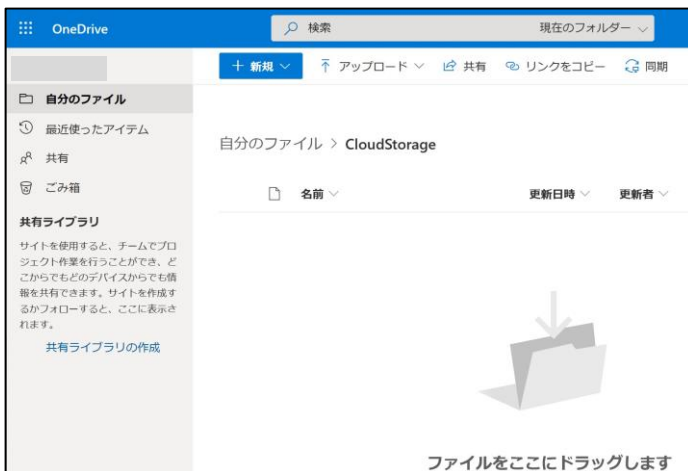 OneDrive
検索
現在のフォルダー
新規
アップロード
共有
リンクをコピー
同期
自分のファイル
最近使ったアイテム
共有
ごみ箱
共有ライブラリ
サイトを使用すると、チームでプロ
ジェクト作業を行うことができ、ど
こからでもどのデバイスからでも情
報を共有できます。サイトを作成す
るかフォローすると、ここに表示さ
れます。
共有ライブラリの作成
自分のファイル > CloudStorage
名前
更新日時
更新者
ファイルをここにドラッグします